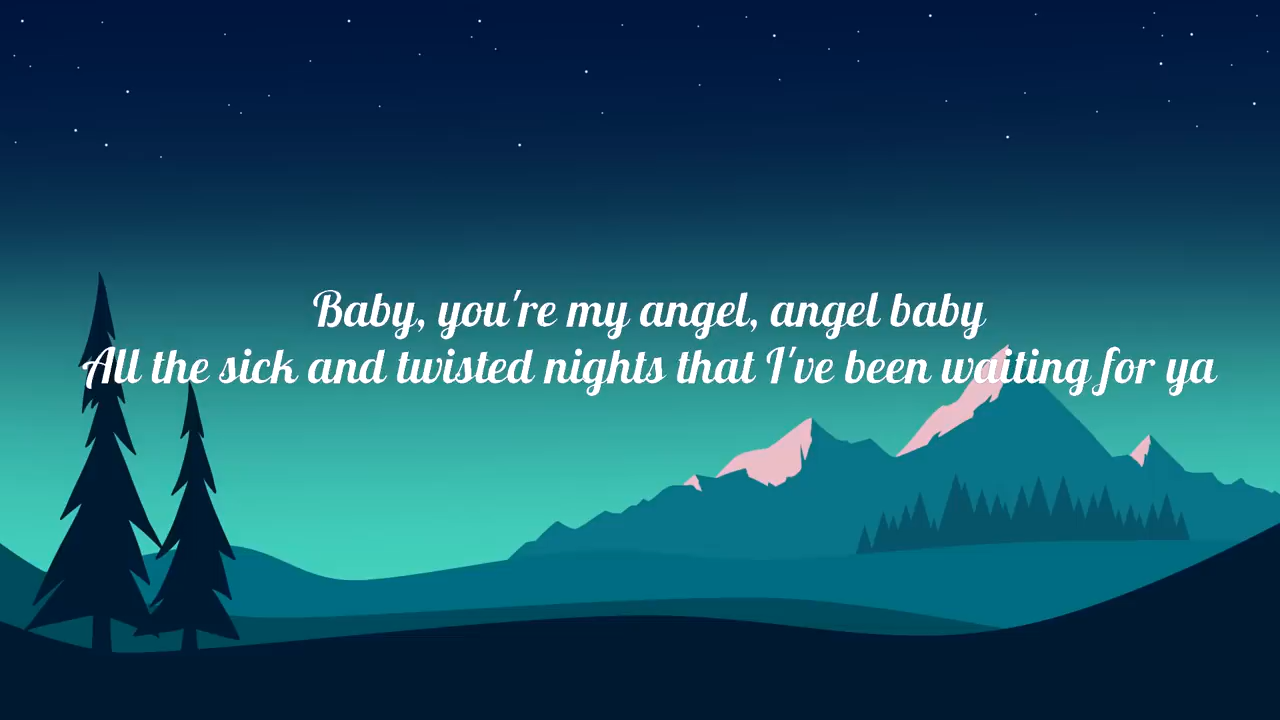 Baby, you're my angel, angel baby
All the sick and twisted nights that I've been waiting for ya